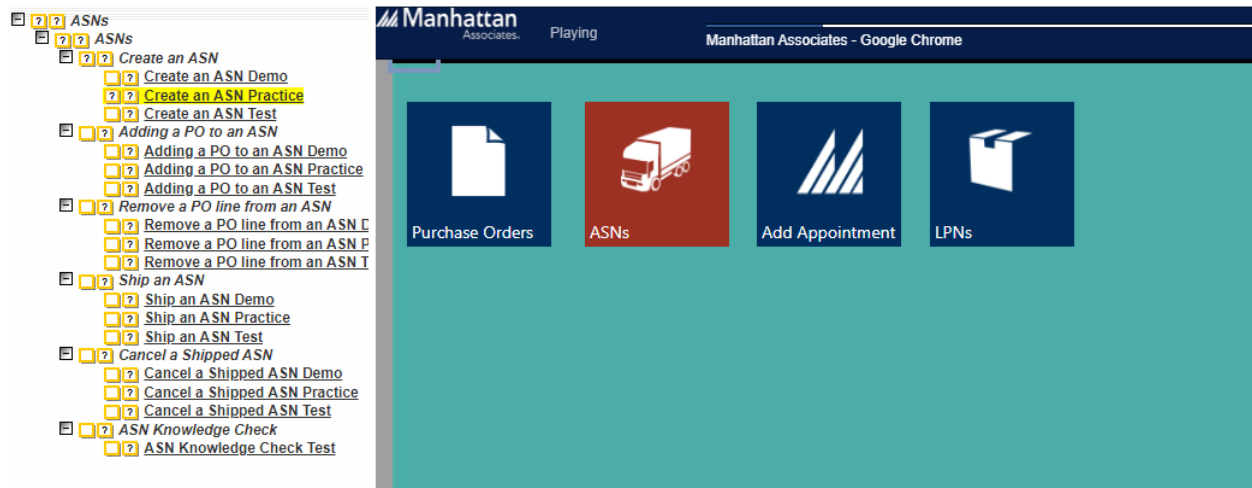 ASNs
ASNs
Create an ASN
Create an ASN Demo
Create an ASN Practice
Create an ASN Test
Adding a PO to an ASN
Adding a PO to an ASN Demo
Adding a PO to an ASN Practice
Adding a PO to an ASN Test
Remove a PO line from an ASN
Remove a PO line from an ASN D
Remove a PO line from an ASN P
Remove a PO line from an ASN T
Ship an ASN
Ship an ASN Demo
Ship an ASN Practice
Ship an ASN Test
Cancel a Shipped ASN
Cancel a Shipped ASN Demo
Cancel a Shipped ASN Practice
Cancel a Shipped ASN Test
ASN Knowledge Check
ASN Knowledge Check Test
Manhattan
Associates.
Playing
Manhattan Associates - Google Chrome
Purchase Orders
ASNs
Add Appointment
LPNs